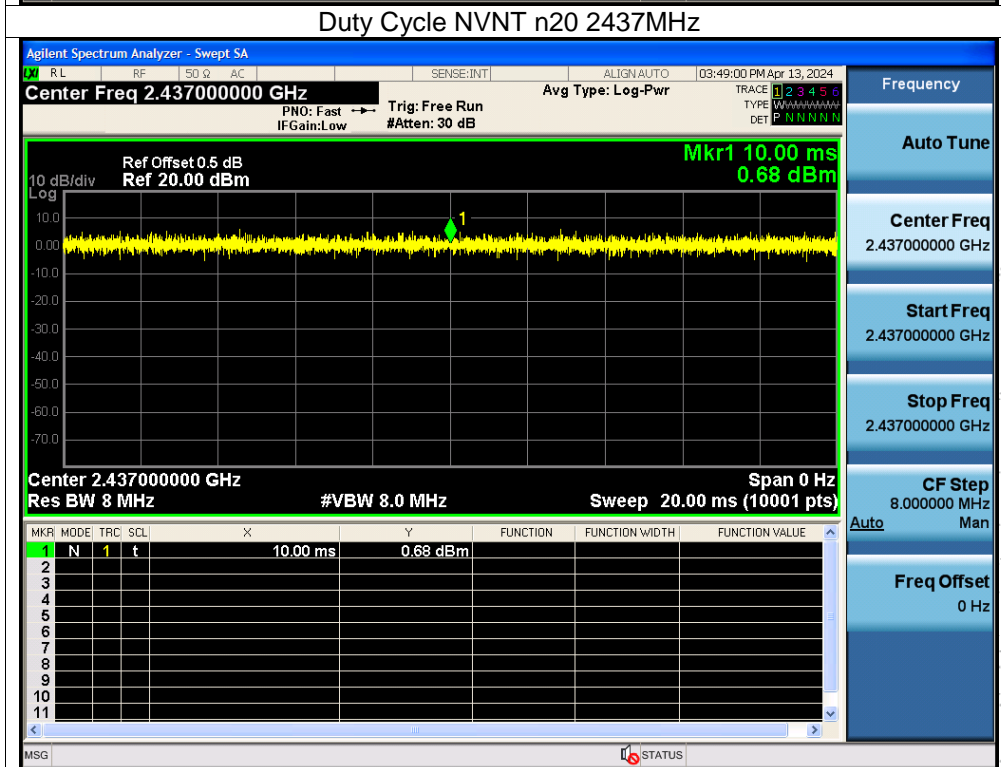 Duty Cycle NVNT n20 2437MHz
Agilent Spectrum Analyzer - Swept SA
LXI RL RF 50 Ω AC SENSE:INT ALIGN AUTO 03:49:00 PM Apr 13, 2024
Center Freq 2.437000000 GHz Avg Type: Log-Pwr TRACE 1 2 3 4 5 6
PNO: Fast Trig: Free Run TYPE WWWWWW
IFGain:Low #Atten: 30 dB DET P N N N N N
Ref Offset 0.5 dB Mkr1 10.00 ms
10 dB/div Ref 20.00 dBm 0.68 dBm
Log
10.0
1
0.00
-10.0
-20.0
-30.0
-40.0
-50.0
-60.0
-70.0
Center 2.437000000 GHz Span 0 Hz
Res BW 8 MHz #VBW 8.0 MHz Sweep 20.00 ms (10001 pts)
MKR MODE TRC SCL X Y FUNCTION FUNCTION WIDTH FUNCTION VALUE
1 N 1 t 10.00 ms 0.68 dBm
2
3
4
5
6
7
8
9
10
11
MSG STATUS
Frequency
Auto Tune
Center Freq
2.437000000 GHz
Start Freq
2.437000000 GHz
Stop Freq
2.437000000 GHz
CF Step
8.000000 MHz
Auto Man
Freq Offset
0 Hz